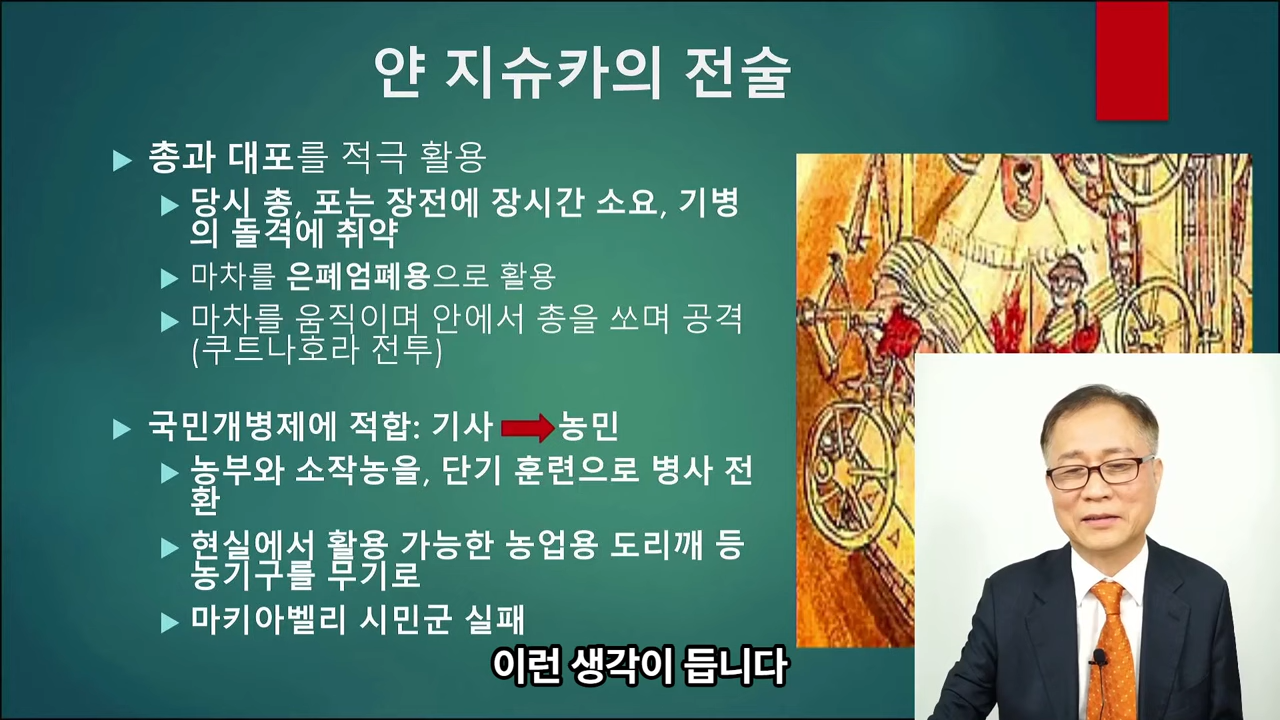 얀 지슈카의 전술
총과 대포를 적극 활용
당시 총, 포는 장전에 장시간 소요, 기병
의 돌격에 취약
마차를 은폐엄폐용으로 활용
마차를 움직이며 안에서 총을 쏘며 공격
(쿠트나호라 전투)
국민개병제에 적합: 기사 농민
농부와 소작농을, 단기 훈련으로 병사 전
환
현실에서 활용 가능한 농업용 도리깨 등
농기구를 무기로
마키아벨리 시민군 실패
이런 생각이 듭니다